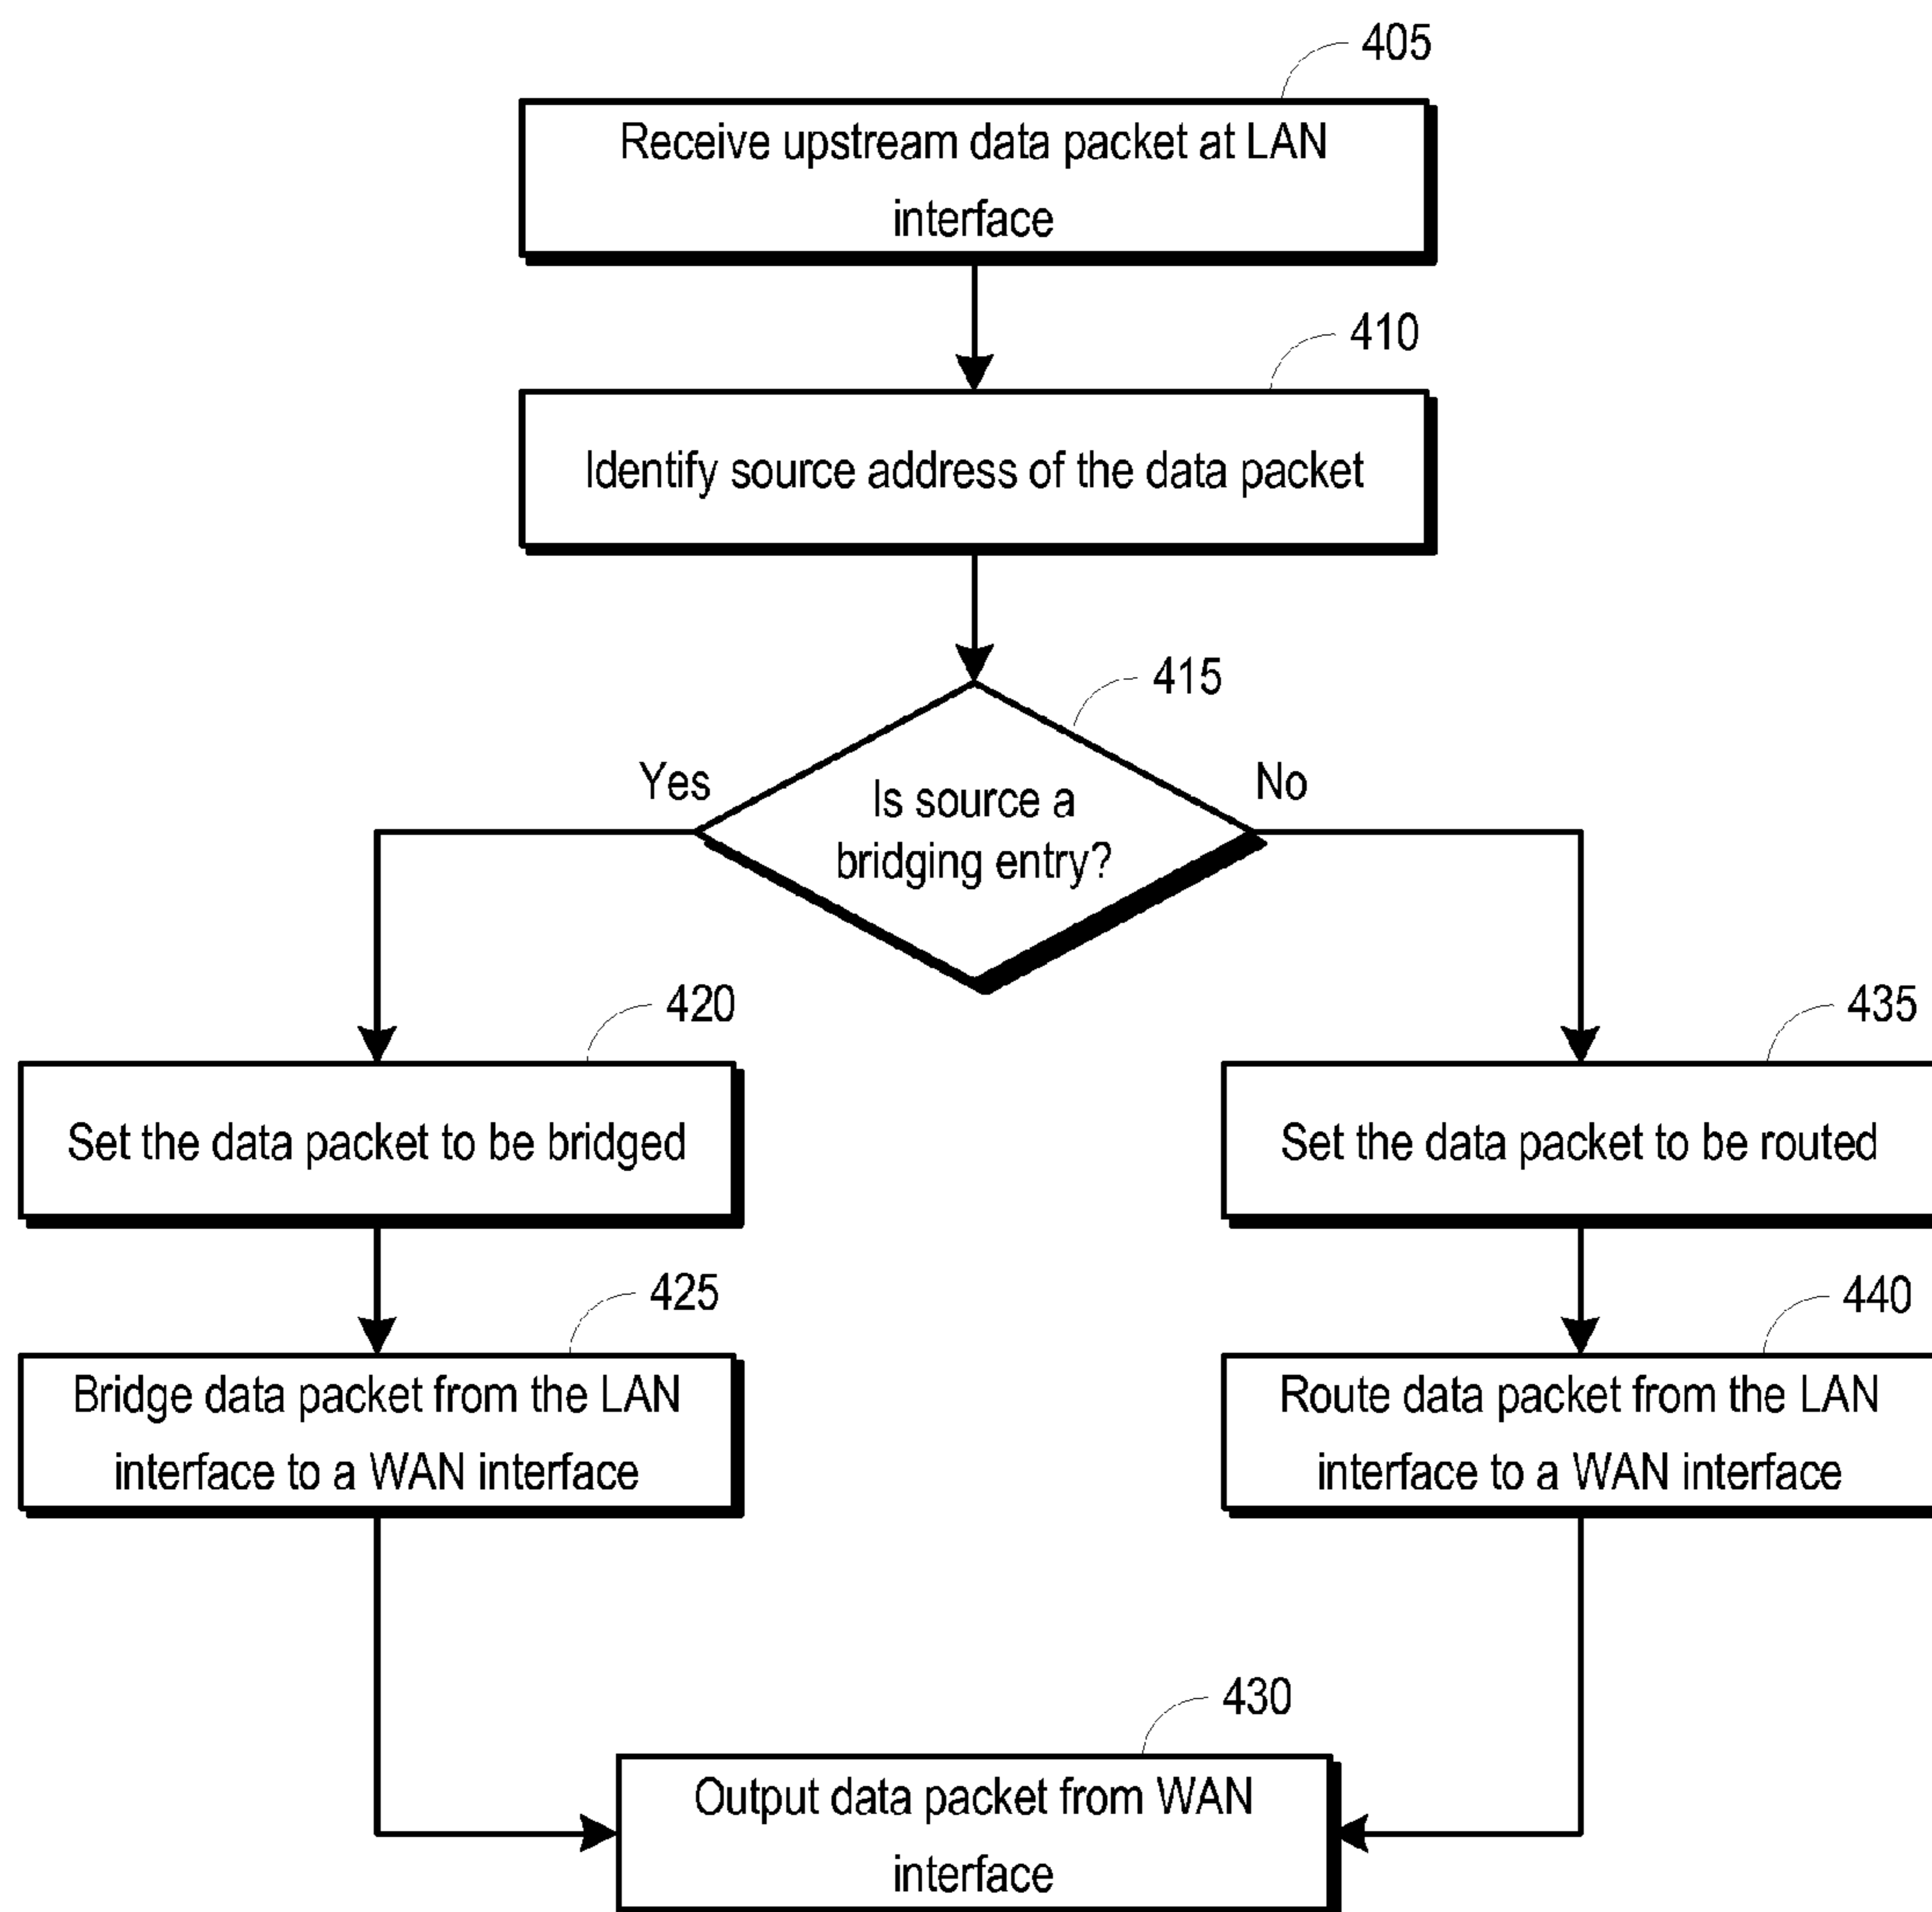 405
Receive upstream data packet at LAN
interface
410
Identify source address of the data packet
415
Yes
No
Is source a
bridging entry?
420
435
Set the data packet to be bridged
Set the data packet to be routed
425
440
Bridge data packet from the LAN
interface to a WAN interface
Route data packet from the LAN
interface to a WAN interface
430
Output data packet from WAN
interface